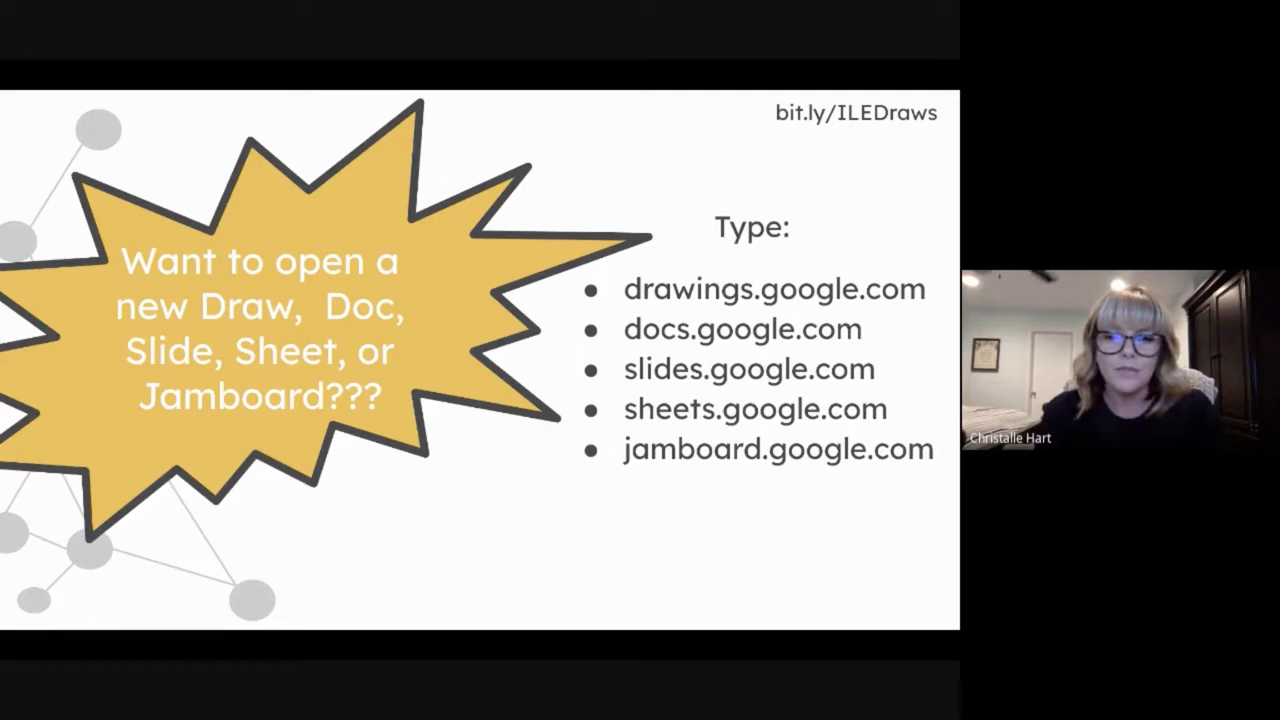 bit.ly/ILEDraws
Want to open a
new Draw, Doc,
Slide, Sheet, or
Jamboard???
Type:
● drawings.google.com
● docs.google.com
● slides.google.com
● sheets.google.com
● jamboard.google.com
Christalle Hart